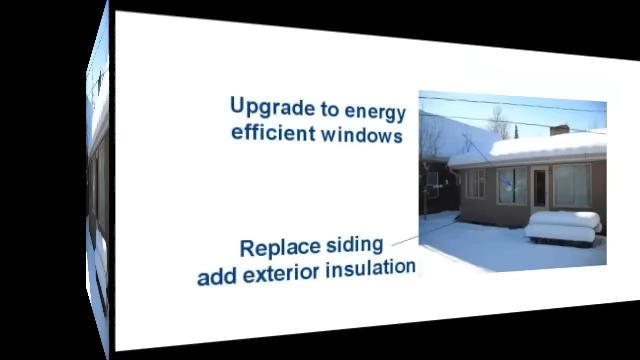 Upgrade to energy
efficient windows
Replace siding
add exterior insulation